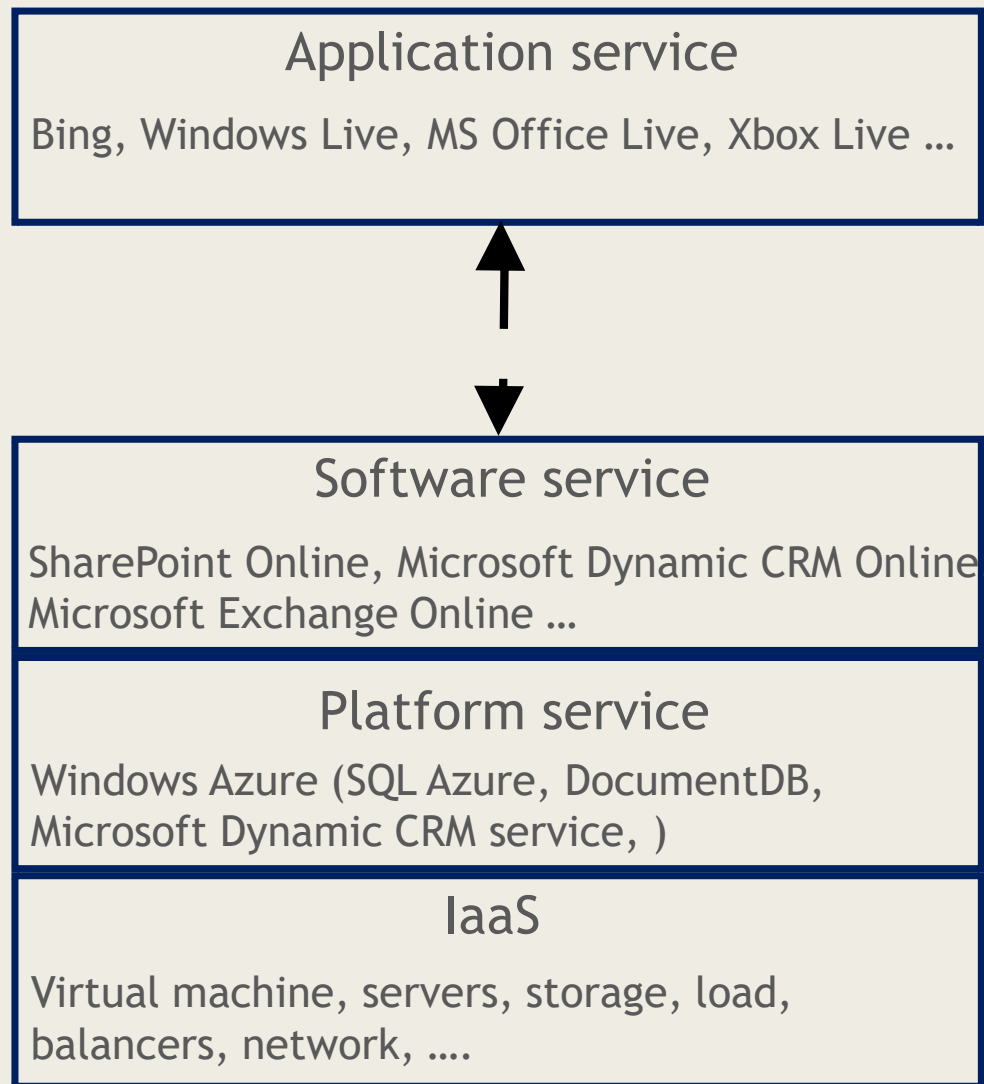 Application service
Bing, Windows Live, MS Office Live, Xbox Live …
Software service
SharePoint Online, Microsoft Dynamic CRM Online
Microsoft Exchange Online …
Platform service
Windows Azure (SQL Azure, DocumentDB,
Microsoft Dynamic CRM service, )
IaaS
Virtual machine, servers, storage, load,
balancers, network, ….